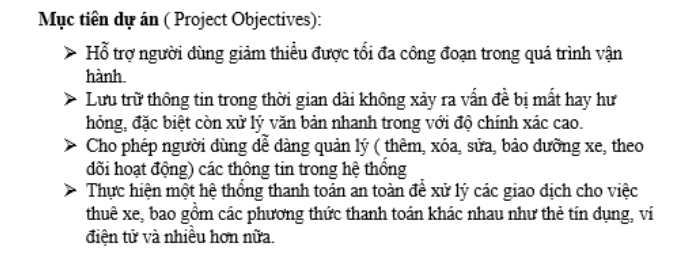 Mục tiên dự án ( Project Objectives):
➢ Hỗ trợ người dùng giảm thiểu được tối đa công đoạn trong quá trình vận
hành.
➢ Lưu trữ thông tin trong thời gian dài không xảy ra vấn đề bị mất hay hư
hỏng, đặc biệt còn xử lý văn bản nhanh trong với độ chính xác cao.
➢ Cho phép người dùng dễ dàng quản lý ( thêm, xóa, sửa, bảo dưỡng xe, theo
dõi hoạt động) các thông tin trong hệ thống
➢ Thực hiện một hệ thống thanh toán an toàn để xử lý các giao dịch cho việc
thuê xe, bao gồm các phương thức thanh toán khác nhau như thẻ tín dụng, ví
điện tử và nhiều hơn nữa.